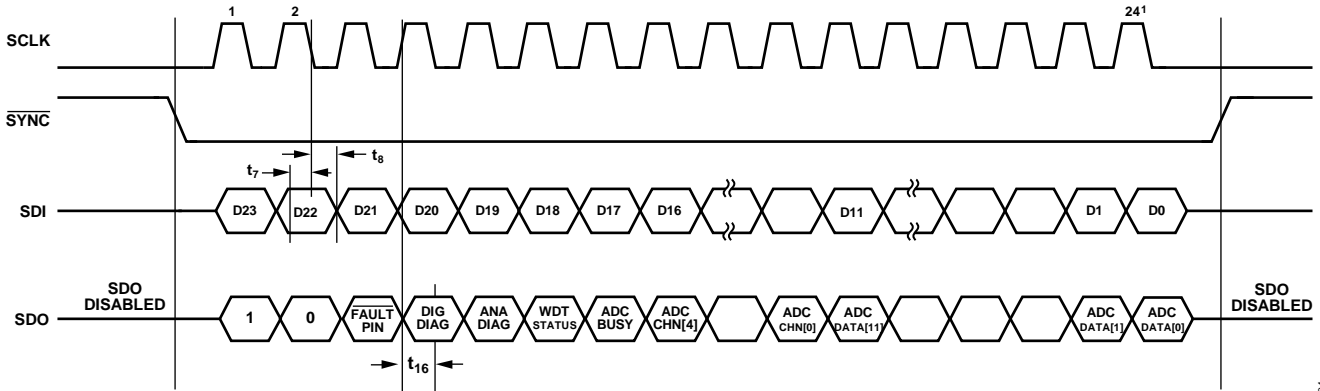 1 2 24¹
SCLK
SYNC
t7 t8
SDI D23 D22 D21 D20 D19 D18 D17 D16 D11 D1 D0
SDO DISABLED
SDO 1 0 FAULT PIN DIG DIAG ANA DIAG WDT STATUS ADC BUSY ADC CHN[4] ADC CHN[0] ADC DATA[11] ADC DATA[1] ADC DATA[0]
SDO DISABLED
t16